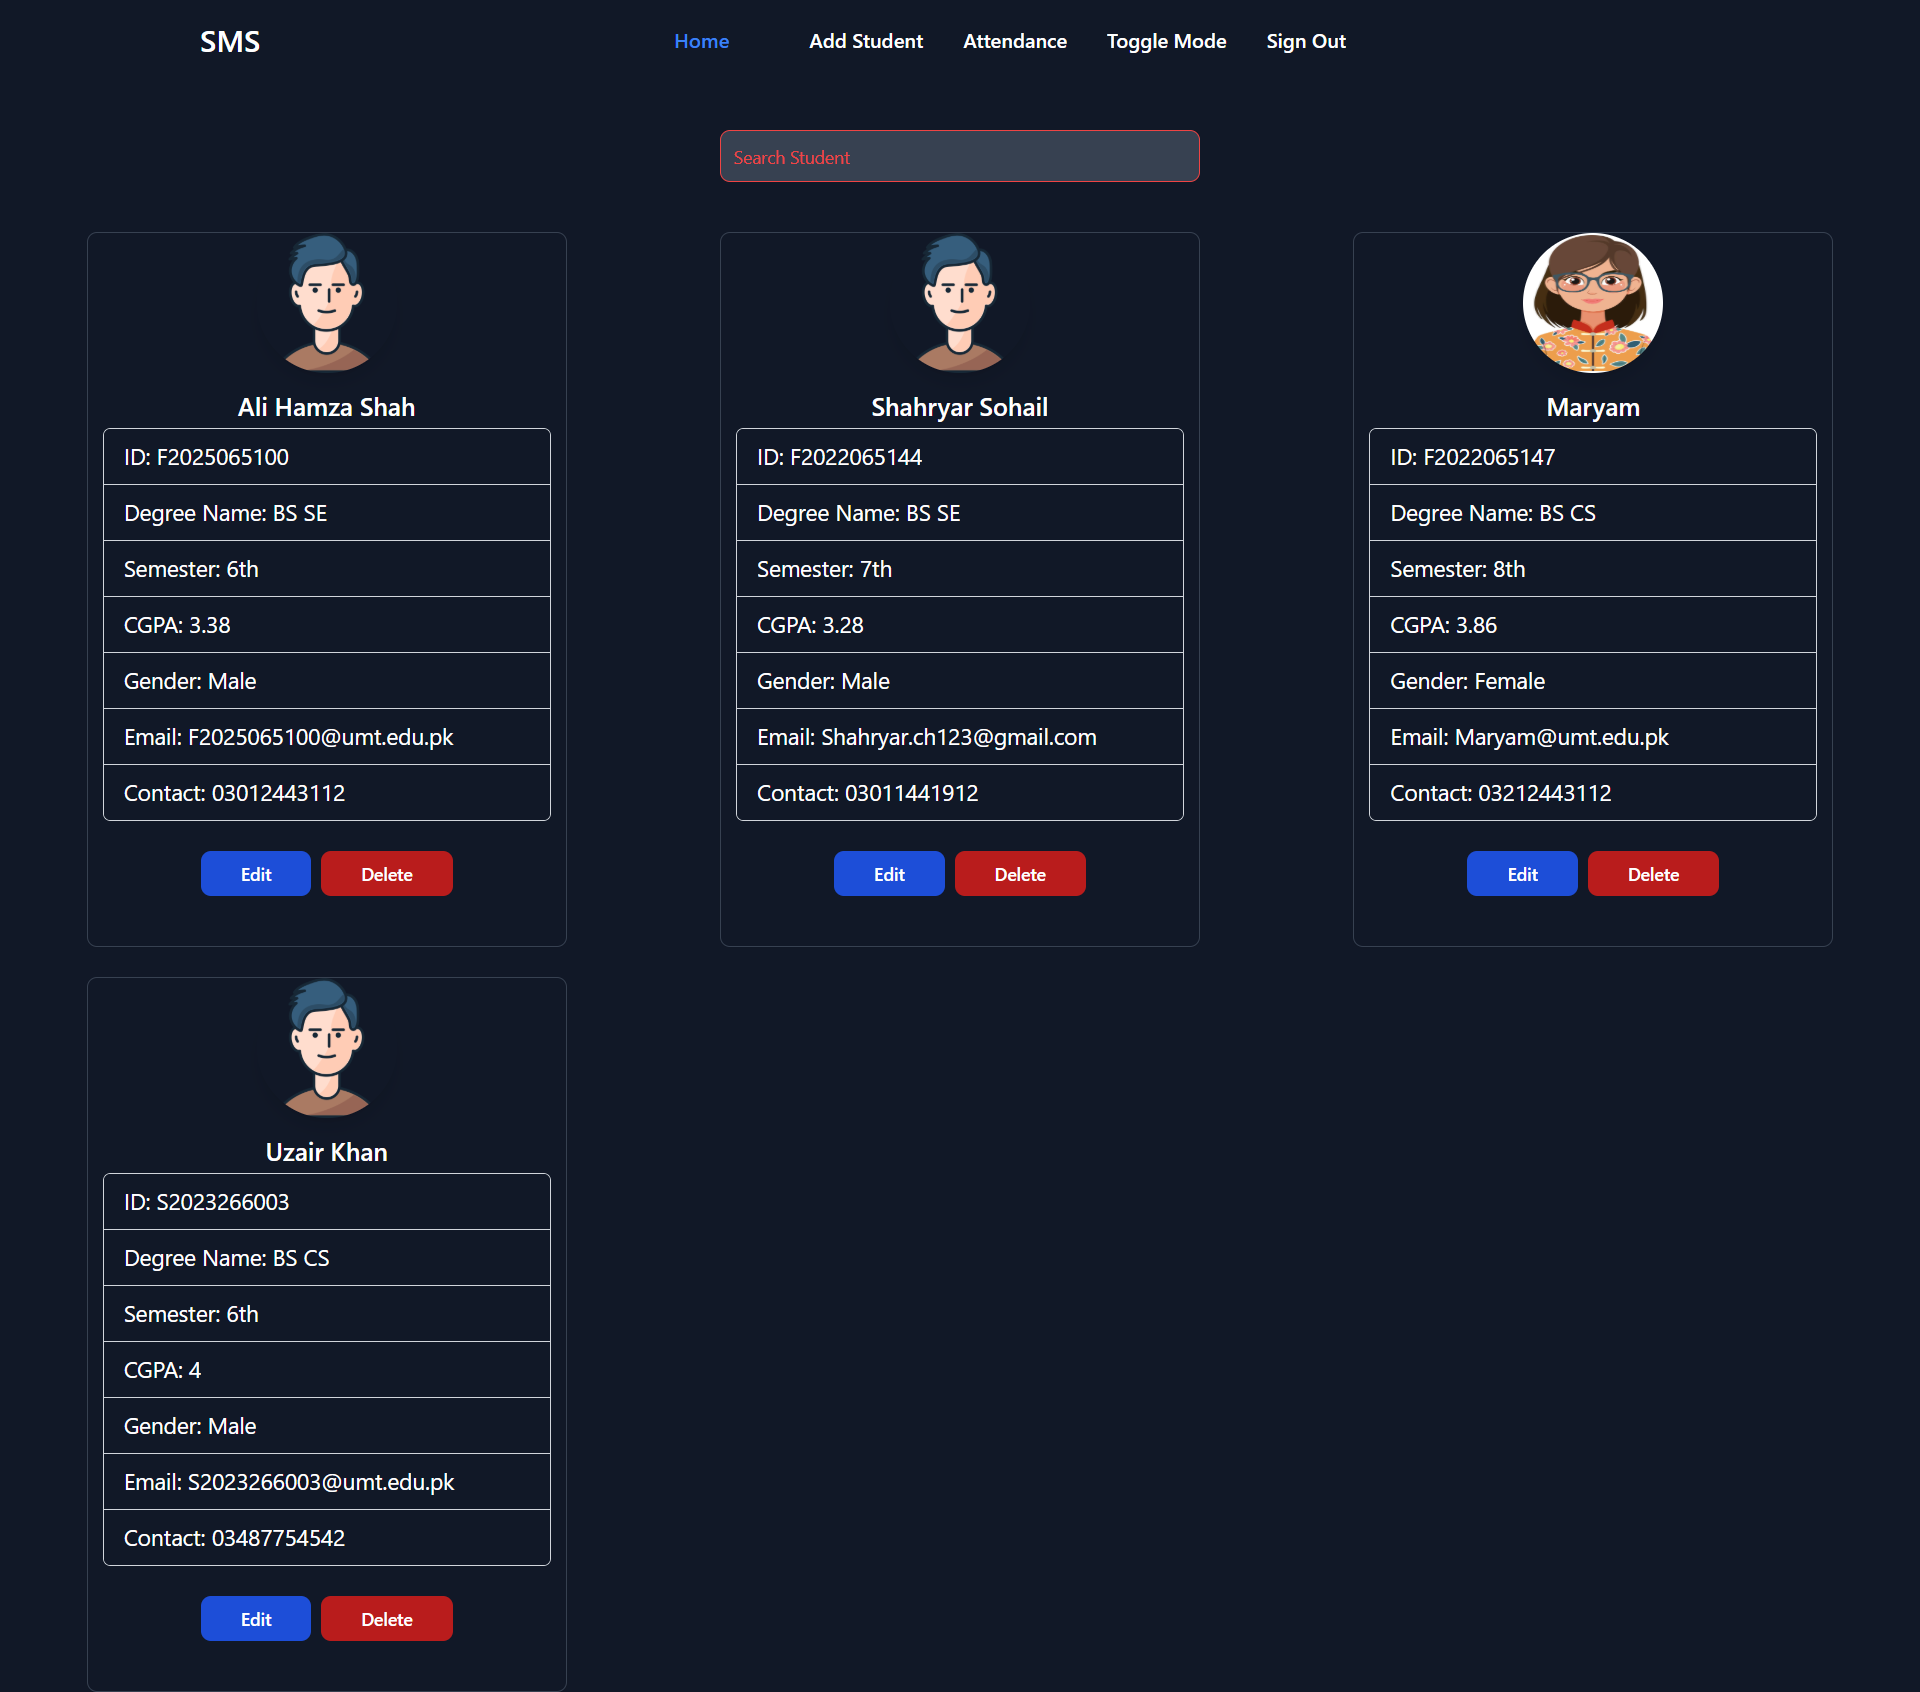 SMS
Home
Add Student
Attendance
Toggle Mode
Sign Out
Search Student
Ali Hamza Shah
ID: F2025065100
Degree Name: BS SE
Semester: 6th
CGPA: 3.38
Gender: Male
Email: F2025065100@umt.edu.pk
Contact: 03012443112
Edit
Delete
Shahryar Sohail
ID: F2022065144
Degree Name: BS SE
Semester: 7th
CGPA: 3.28
Gender: Male
Email: Shahryar.ch123@gmail.com
Contact: 03011441912
Edit
Delete
Maryam
ID: F2022065147
Degree Name: BS CS
Semester: 8th
CGPA: 3.86
Gender: Female
Email: Maryam@umt.edu.pk
Contact: 03212443112
Edit
Delete
Uzair Khan
ID: S2023266003
Degree Name: BS CS
Semester: 6th
CGPA: 4
Gender: Male
Email: S2023266003@umt.edu.pk
Contact: 03487754542
Edit
Delete